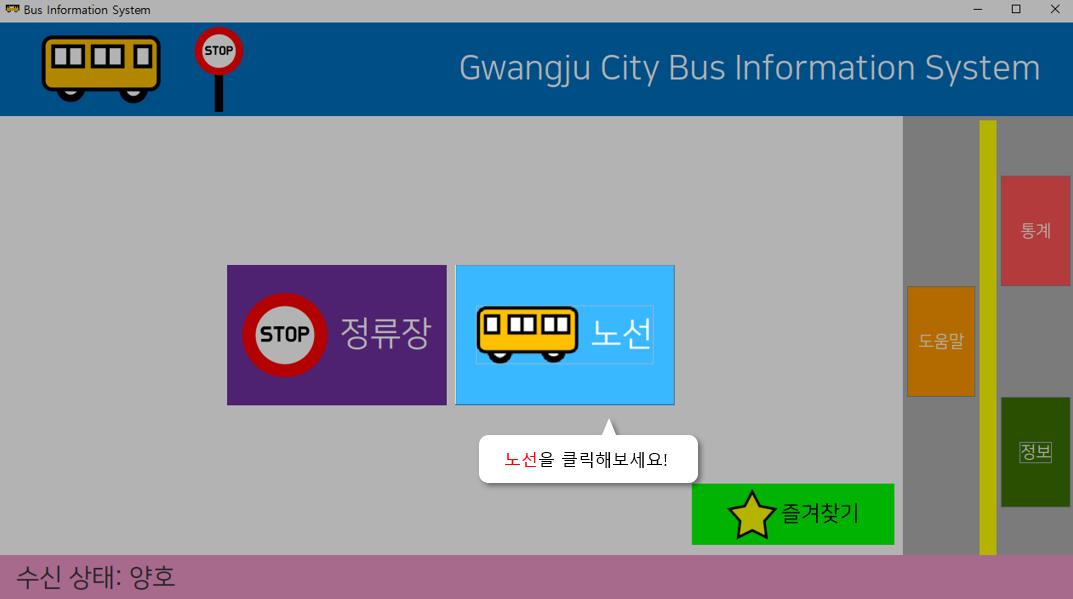 Bus Information System
STOP
Gwangju City Bus Information System
통계
STOP
정류장
노선
도움말
노선을 클릭해보세요!
정보
즐겨찾기
수신 상태: 양호